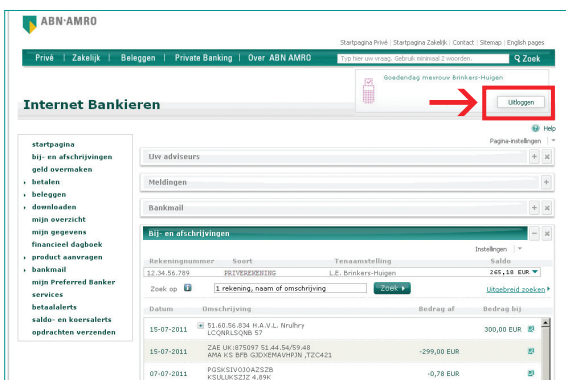 ABN·AMRO
Startpagina Privé | Startpagina Zakelijk | Contact | Sitemap | English pages
Privé | Zakelijk | Beleggen | Private Banking | Over ABN AMRO
Typ hier uw vraag. Gebruik minimaal 2 woorden. Zoek
Goedendag mevrouw Brinkers-Huigen
Internet Bankieren
Uitloggen
Help
Pagina-instellingen
startpagina
bij- en afschrijvingen
geld overmaken
betalen
beleggen
downloaden
mijn overzicht
mijn gegevens
financieel dagboek
product aanvragen
bankmail
mijn Preferred Banker
services
betaalalerts
saldo- en koersalerts
opdrachten verzenden
Uw adviseurs
Meldingen
Bankmail
Bij- en afschrijvingen
Instellingen
Rekeningnummer Soort Tenaamstelling Saldo
12.34.56.789 PRIVEREKENING L.E. Brinkers-Huigen 265,18 EUR
Zoek op 1 rekening, naam of omschrijving Zoek Uitgebreid zoeken
Datum Omschrijving Bedrag af Bedrag bij
15-07-2011 51.60.56.834 H.A.V.L. Nrulhry 300,00 EUR
LCQNRLSQNB 57
15-07-2011 ZAE UK:875097 51.44.54/59.48 -299,00 EUR
AMA KS BFB GJDXEMAVHPJN ,TZC421
07-07-2011 PGSKSIVOJOAZSZB -0,78 EUR
KSULUKSZJZ 4.89K